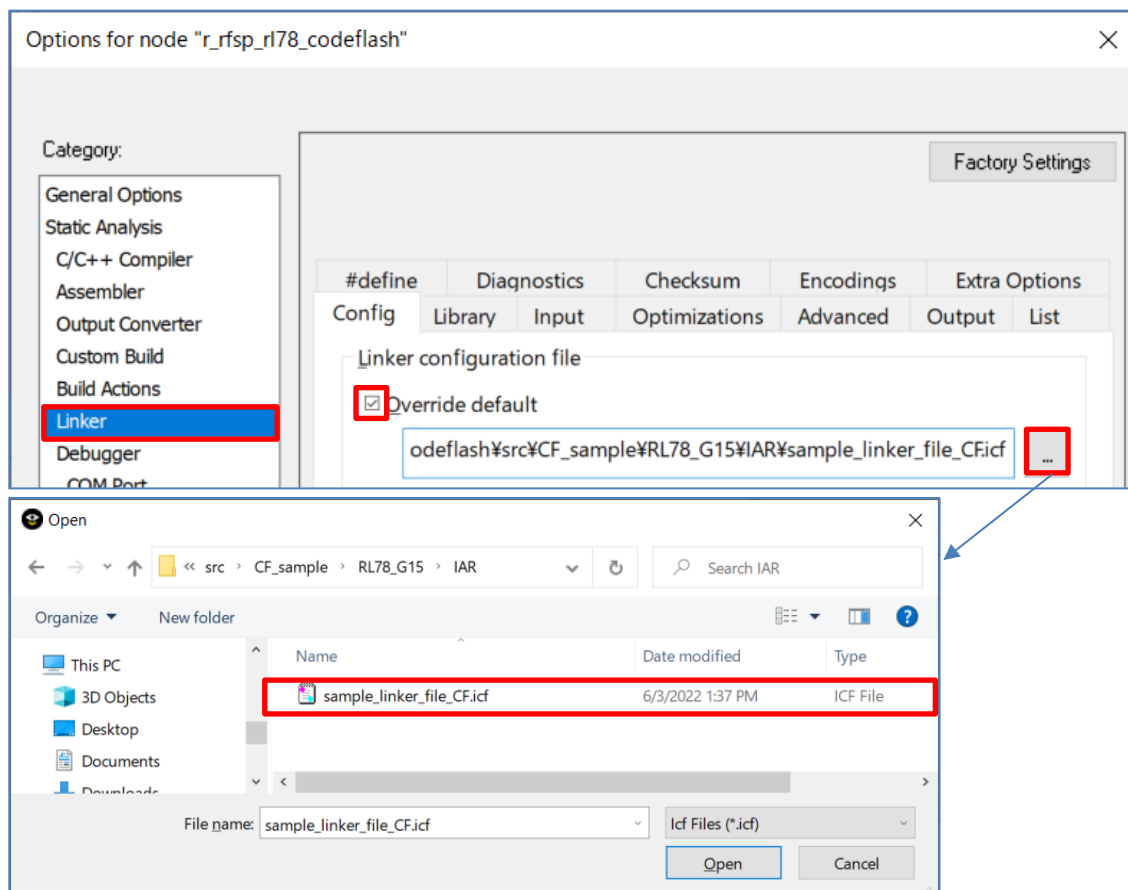 Options for node "r_rfsp_rl78_codeflash"
Category:
Factory Settings
General Options
Static Analysis
C/C++ Compiler
Assembler
Output Converter
Custom Build
Build Actions
Linker
Debugger
COM Port
#define Diagnostics Checksum Encodings Extra Options
Config Library Input Optimizations Advanced Output List
Linker configuration file
Override default
odeflash¥src¥CF_sample¥RL78_G15¥IAR¥sample_linker_file_CF.icf
...
Open
« src › CF_sample › RL78_G15 › IAR
Search IAR
Organize New folder
?
This PC
3D Objects
Desktop
Documents
Downloads
Name Date modified Type
sample_linker_file_CF.icf 6/3/2022 1:37 PM ICF File
File name: sample_linker_file_CF.icf
Icf Files (*.icf)
Open Cancel